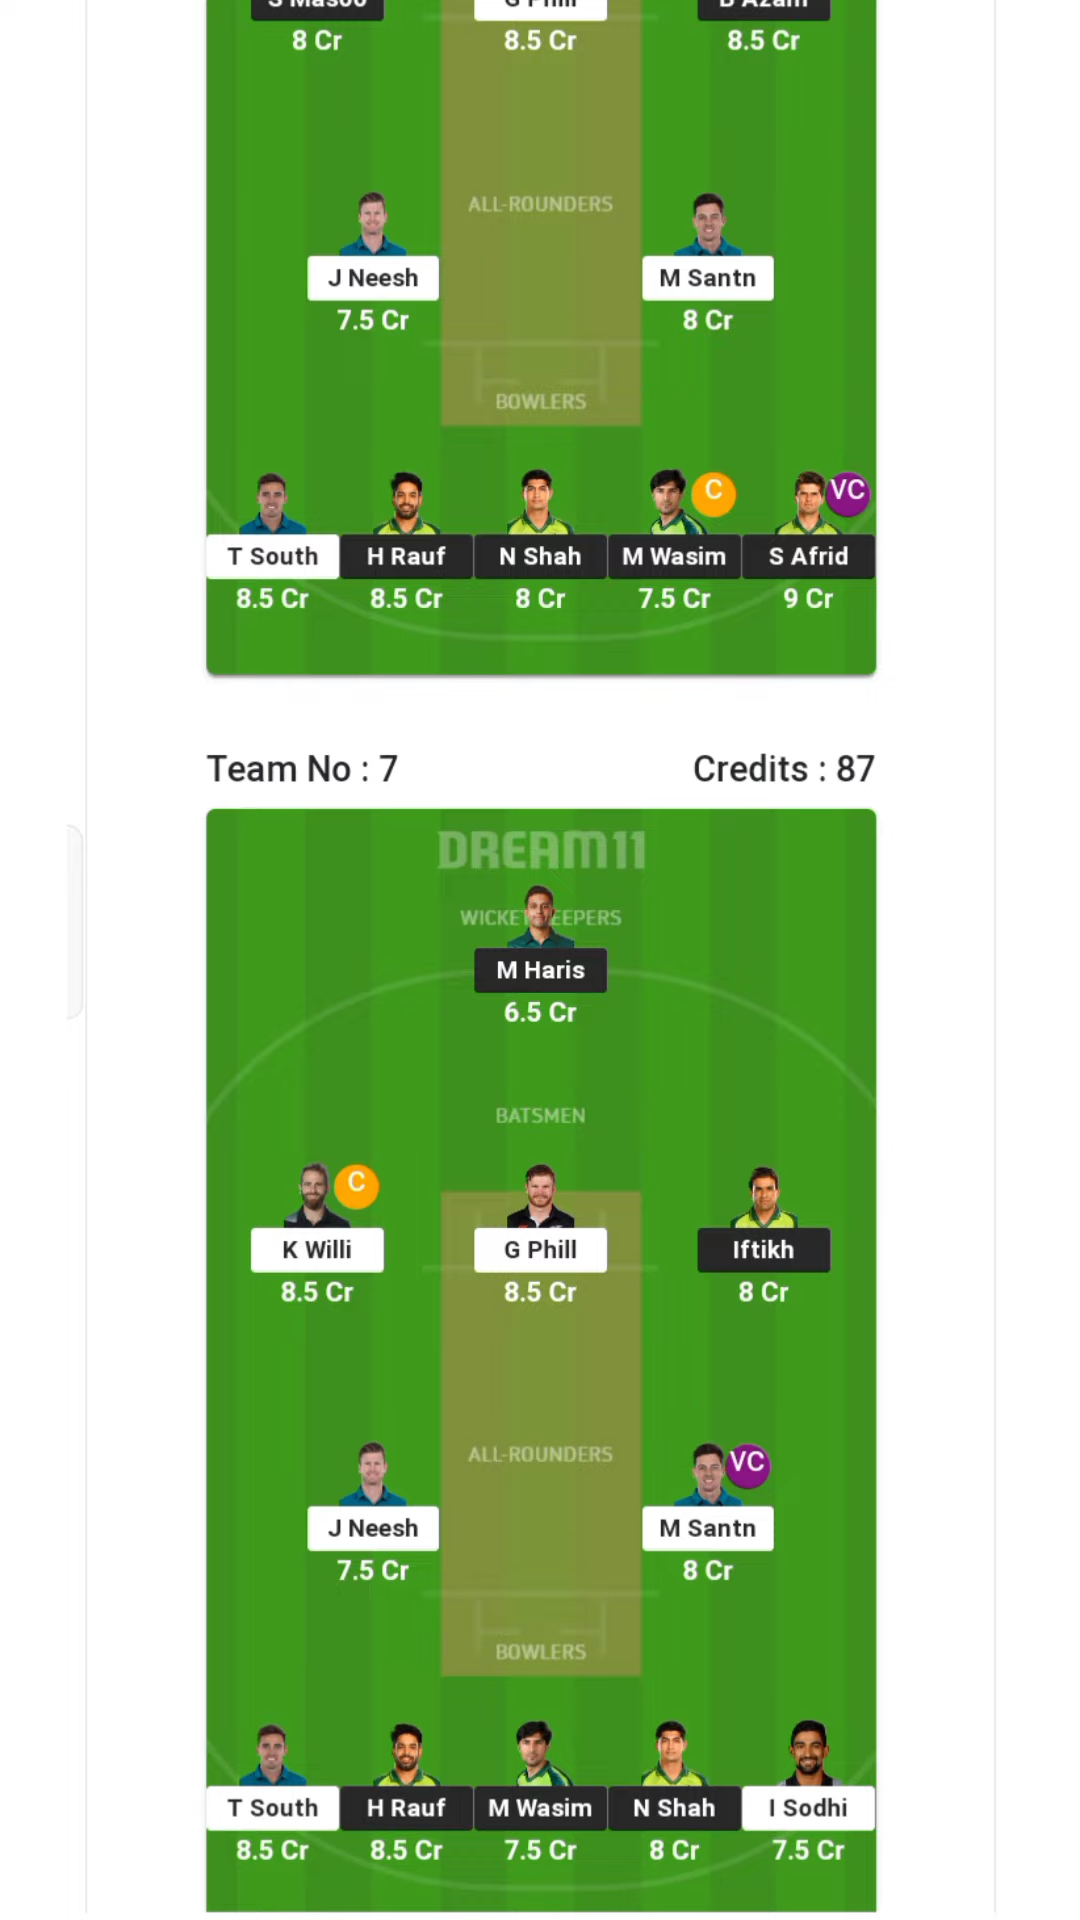 S Masoo G Phill B Azam
8 Cr 8.5 Cr 8.5 Cr
ALL-ROUNDERS
J Neesh M Santn
7.5 Cr 8 Cr
BOWLERS
C VC
T South H Rauf N Shah M Wasim S Afrid
8.5 Cr 8.5 Cr 8 Cr 7.5 Cr 9 Cr
Team No : 7 Credits : 87
DREAM11
WICKET EEPERS
M Haris
6.5 Cr
BATSMEN
C
K Willi G Phill Iftikh
8.5 Cr 8.5 Cr 8 Cr
ALL-ROUNDERS
VC
J Neesh M Santn
7.5 Cr 8 Cr
BOWLERS
T South H Rauf M Wasim N Shah I Sodhi
8.5 Cr 8.5 Cr 7.5 Cr 8 Cr 7.5 Cr